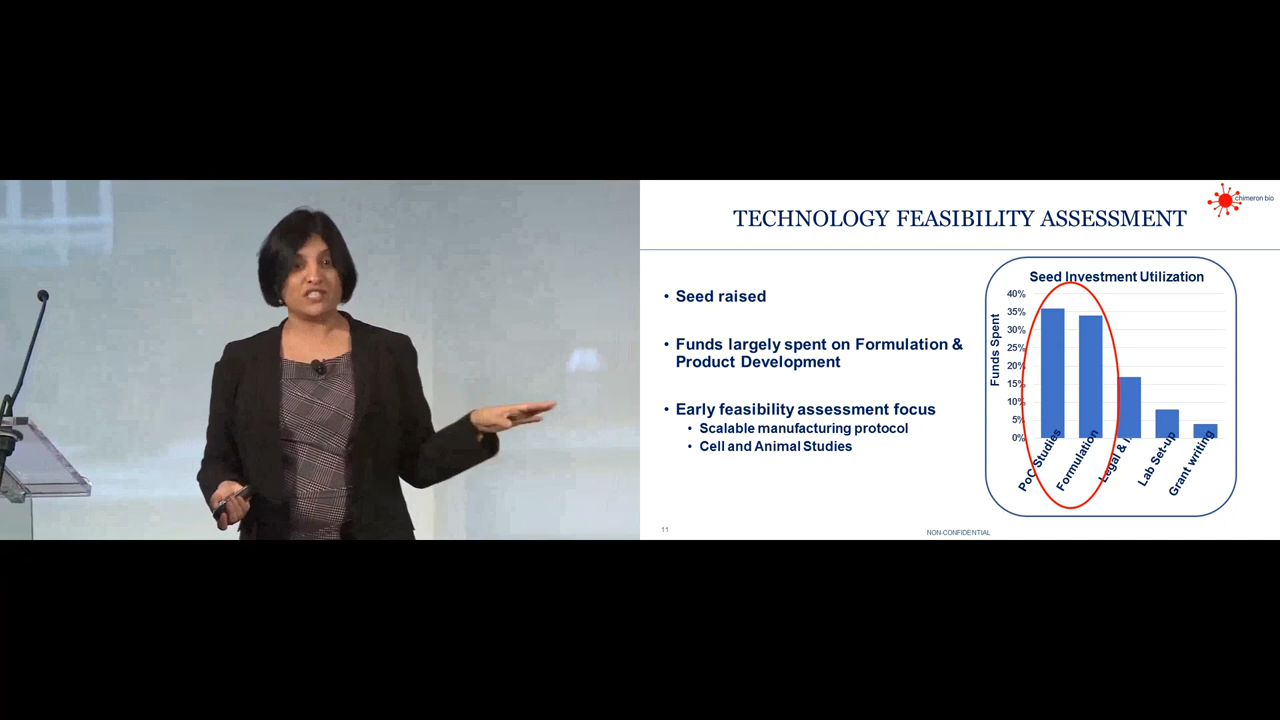 chimeron bio
TECHNOLOGY FEASIBILITY ASSESSMENT
• Seed raised
• Funds largely spent on Formulation &
Product Development
• Early feasibility assessment focus
• Scalable manufacturing protocol
• Cell and Animal Studies
Seed Investment Utilization
Funds Spent
40%
35%
30%
25%
20%
15%
10%
5%
0%
PoC Studies
Formulation
Legal &
Lab Set-up
Grant writing
11
NON-CONFIDENTIAL